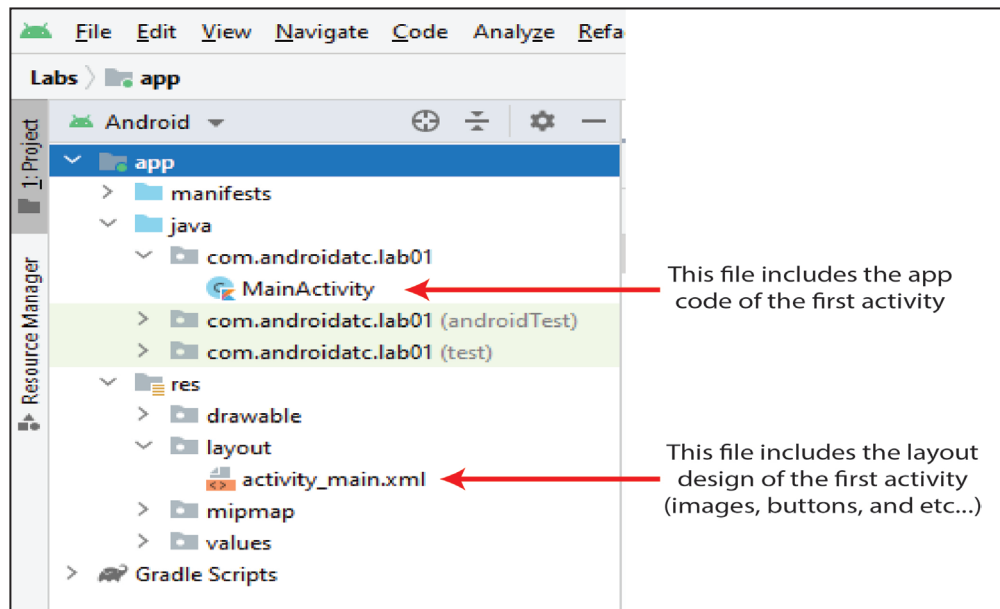 File Edit View Navigate Code Analyze Refa
Labs app
1: Project
Android
app
manifests
java
com.androidatc.lab01
MainActivity
This file includes the app
code of the first activity
com.androidatc.lab01 (androidTest)
com.androidatc.lab01 (test)
Resource Manager
res
drawable
layout
activity_main.xml
This file includes the layout
design of the first activity
(images, buttons, and etc...)
mipmap
values
Gradle Scripts